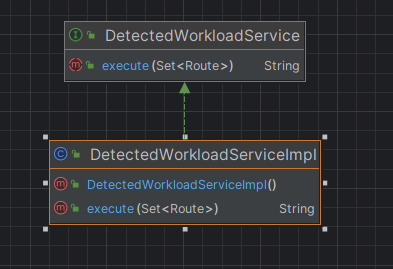 I DetectedWorkloadService
m execute(Set<Route>) String
C DetectedWorkloadServiceImpl
m DetectedWorkloadServiceImpl()
m execute(Set<Route>) String